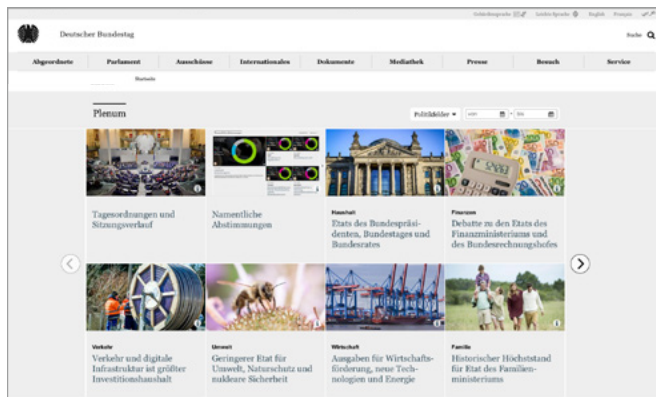 Gebärdensprache
Leichte Sprache
English
Français
Deutscher Bundestag
Suche
Abgeordnete
Parlament
Ausschüsse
Internationales
Dokumente
Mediathek
Presse
Besuch
Service
Startseite
Plenum
Politikfelder
von
-
bis
Tagesordnungen und
Sitzungsverlauf
Namentliche
Abstimmungen
Haushalt
Etats des Bundespräsi-
denten, Bundestages und
Bundesrates
Finanzen
Debatte zu den Etats des
Finanzministeriums und
des Bundesrechnungshofes
Verkehr
Verkehr und digitale
Infrastruktur ist größter
Investitionshaushalt
Umwelt
Geringerer Etat für
Umwelt, Naturschutz und
nukleare Sicherheit
Wirtschaft
Ausgaben für Wirtschafts-
förderung, neue Tech-
nologien und Energie
Familie
Historischer Höchststand
für Etat des Familien-
ministeriums